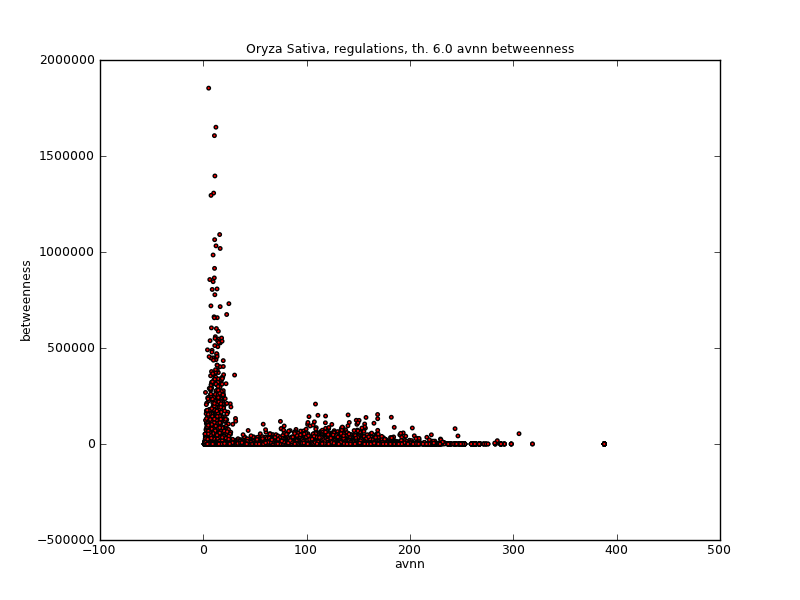 Oryza Sativa, regulations, th. 6.0 avnn betweenness
2000000
1500000
1000000
500000
0
−500000
−100 0 100 200 300 400 500
betweenness
avnn